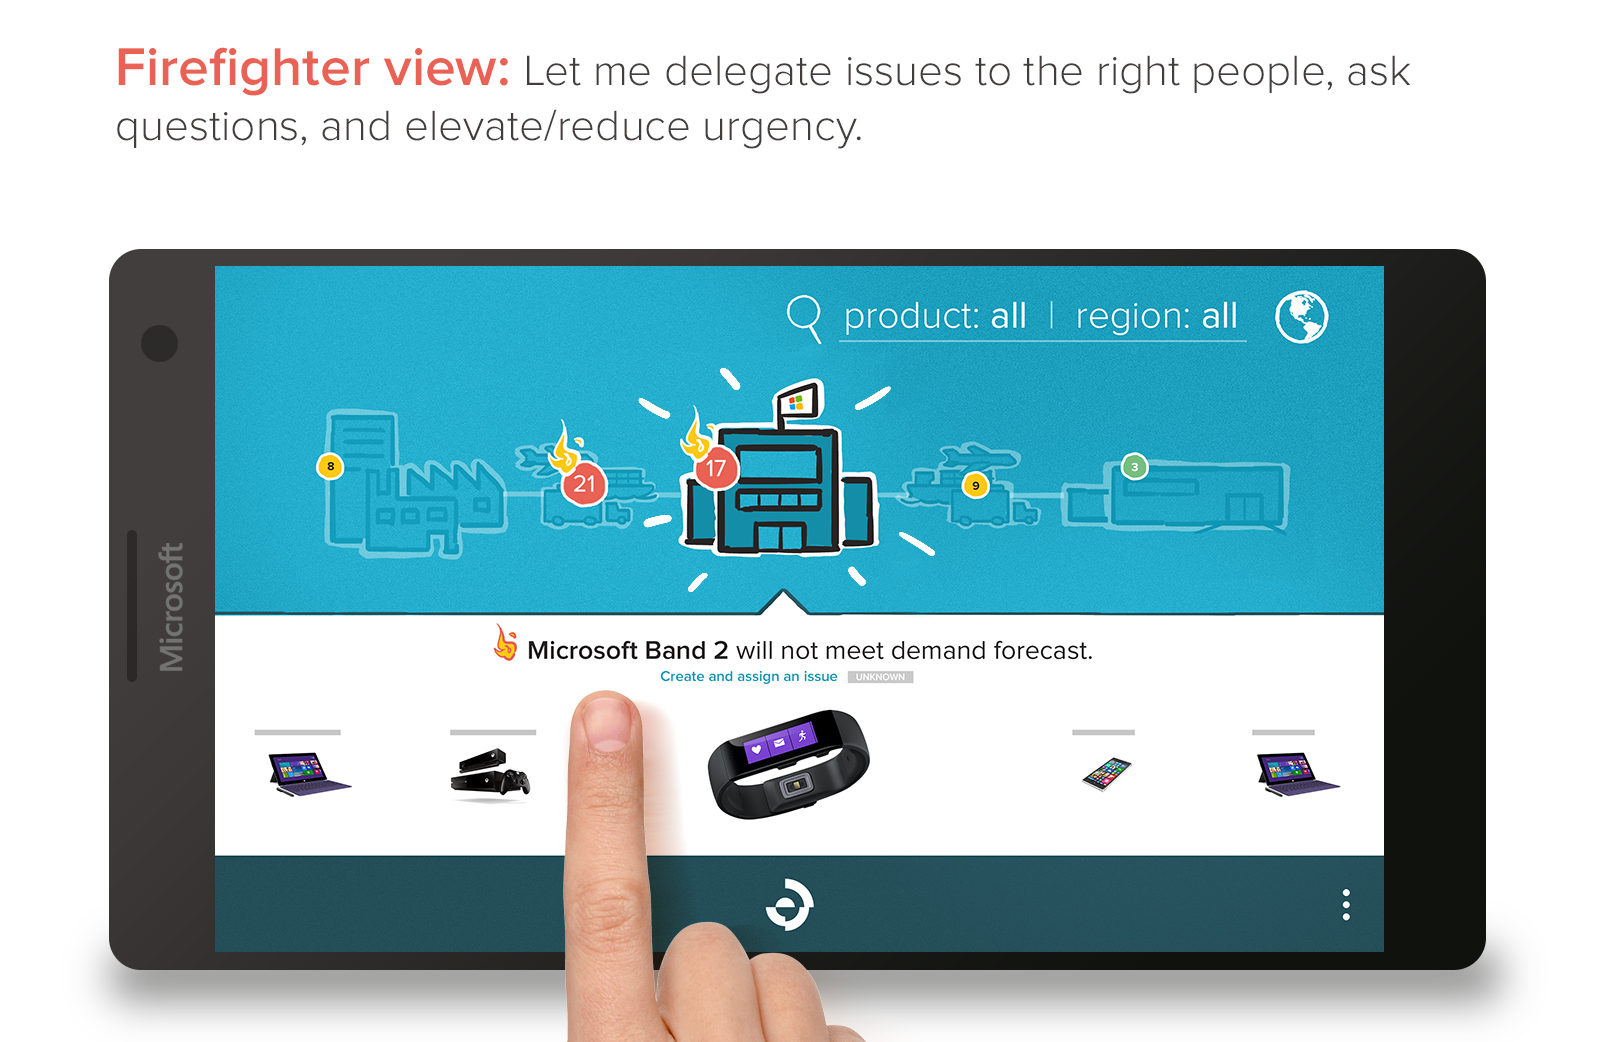 Firefighter view: Let me delegate issues to the right people, ask
questions, and elevate/reduce urgency.
product: all | region: all
8
21
17
9
3
Microsoft
Microsoft Band 2 will not meet demand forecast.
Create and assign an issue UNKNOWN